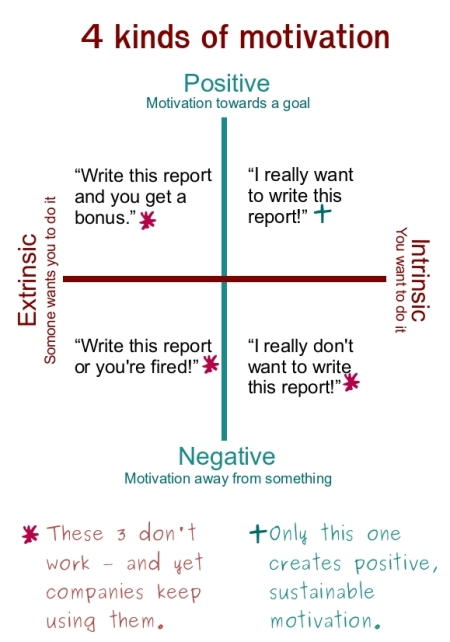 4 kinds of motivation
Positive
Motivation towards a goal
“Write this report
and you get a
bonus.” *
“I really want
to write this
report!” +
Extrinsic
Somone wants you to do it
Intrinsic
You want to do it
“Write this report
or you're fired!” *
“I really don't
want to write
this report!” *
Negative
Motivation away from something
* These 3 don't
work – and yet
companies keep
using them.
+ Only this one
creates positive,
sustainable
motivation.